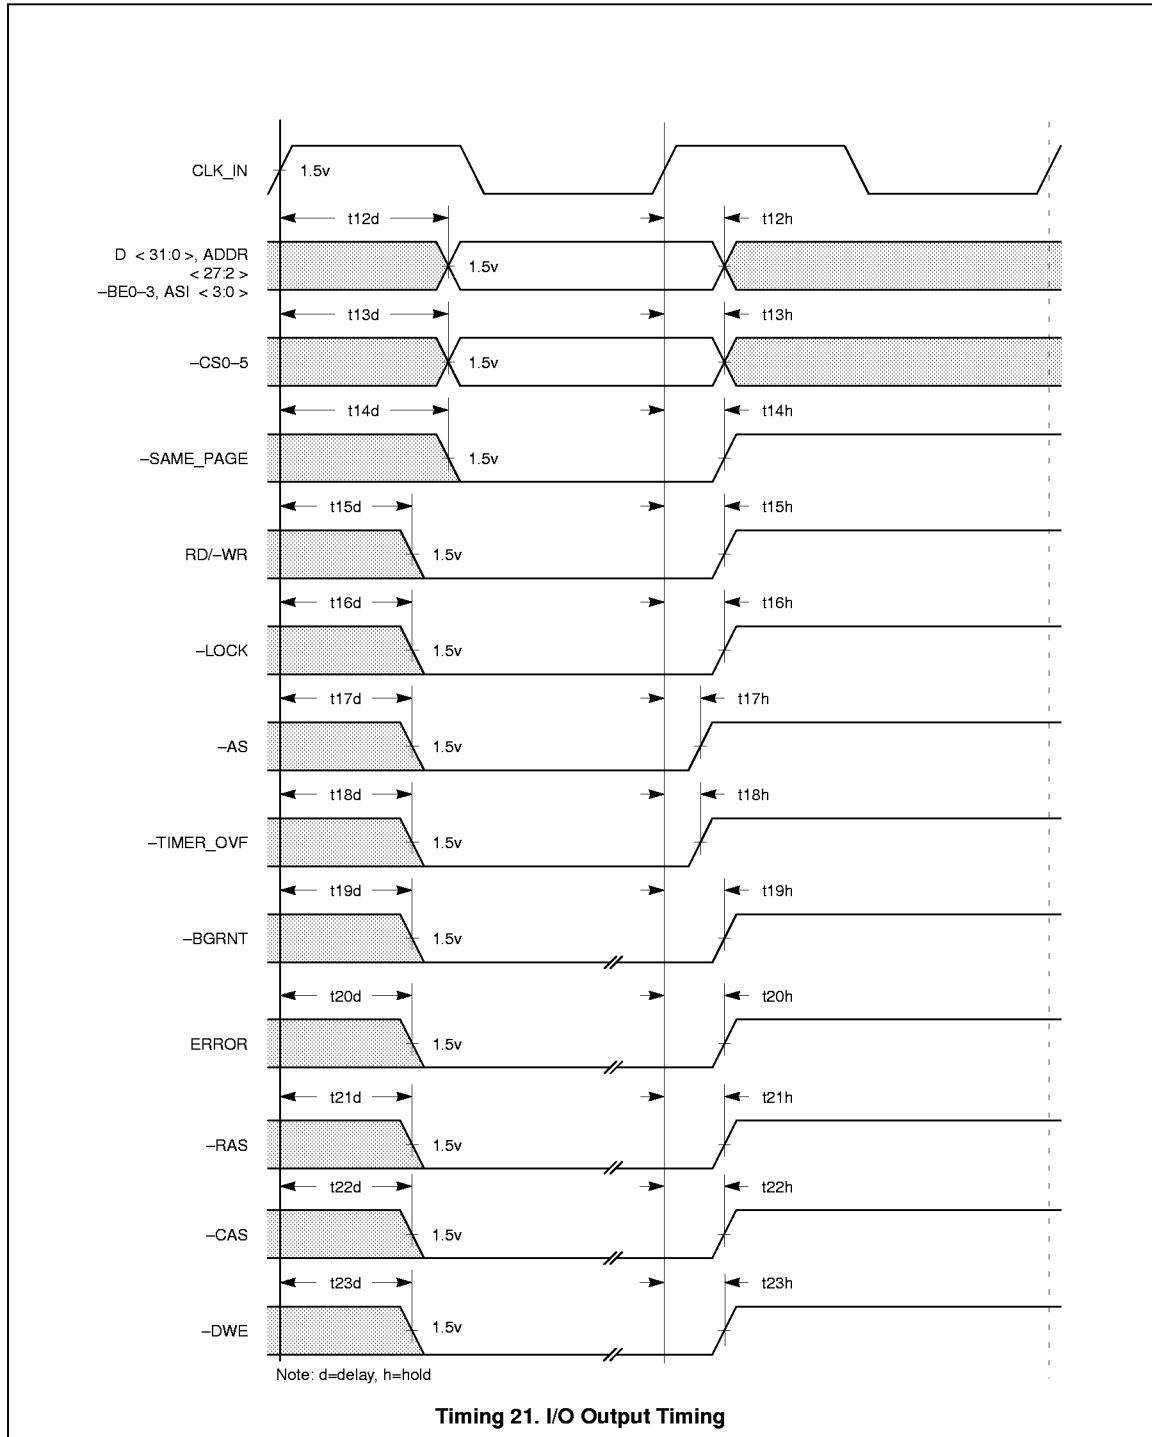 CLK_IN
1.5v
t12d
t12h
D < 31:0 >, ADDR
< 27:2 >
–BE0–3, ASI < 3:0 >
1.5v
t13d
t13h
–CS0–5
1.5v
t14d
t14h
–SAME_PAGE
1.5v
t15d
t15h
RD/–WR
1.5v
t16d
t16h
–LOCK
1.5v
t17d
t17h
–AS
1.5v
t18d
t18h
–TIMER_OVF
1.5v
t19d
t19h
–BGRNT
1.5v
t20d
t20h
ERROR
1.5v
t21d
t21h
–RAS
1.5v
t22d
t22h
–CAS
1.5v
t23d
t23h
–DWE
1.5v
Note: d=delay, h=hold
Timing 21. I/O Output Timing